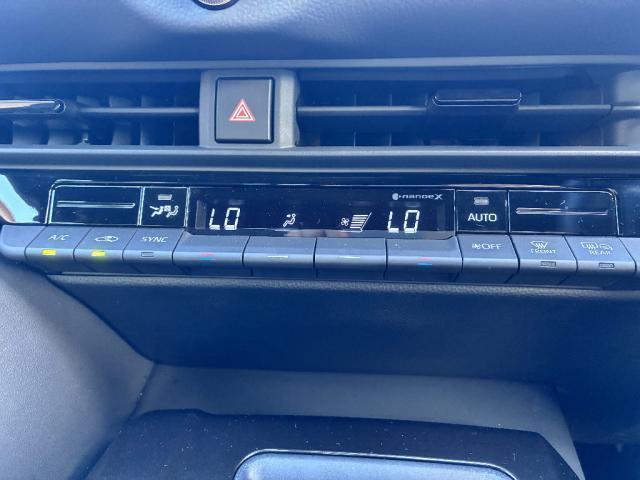 nanoeX
AUTO
LO LO
A/C SYNC OFF FRONT REAR